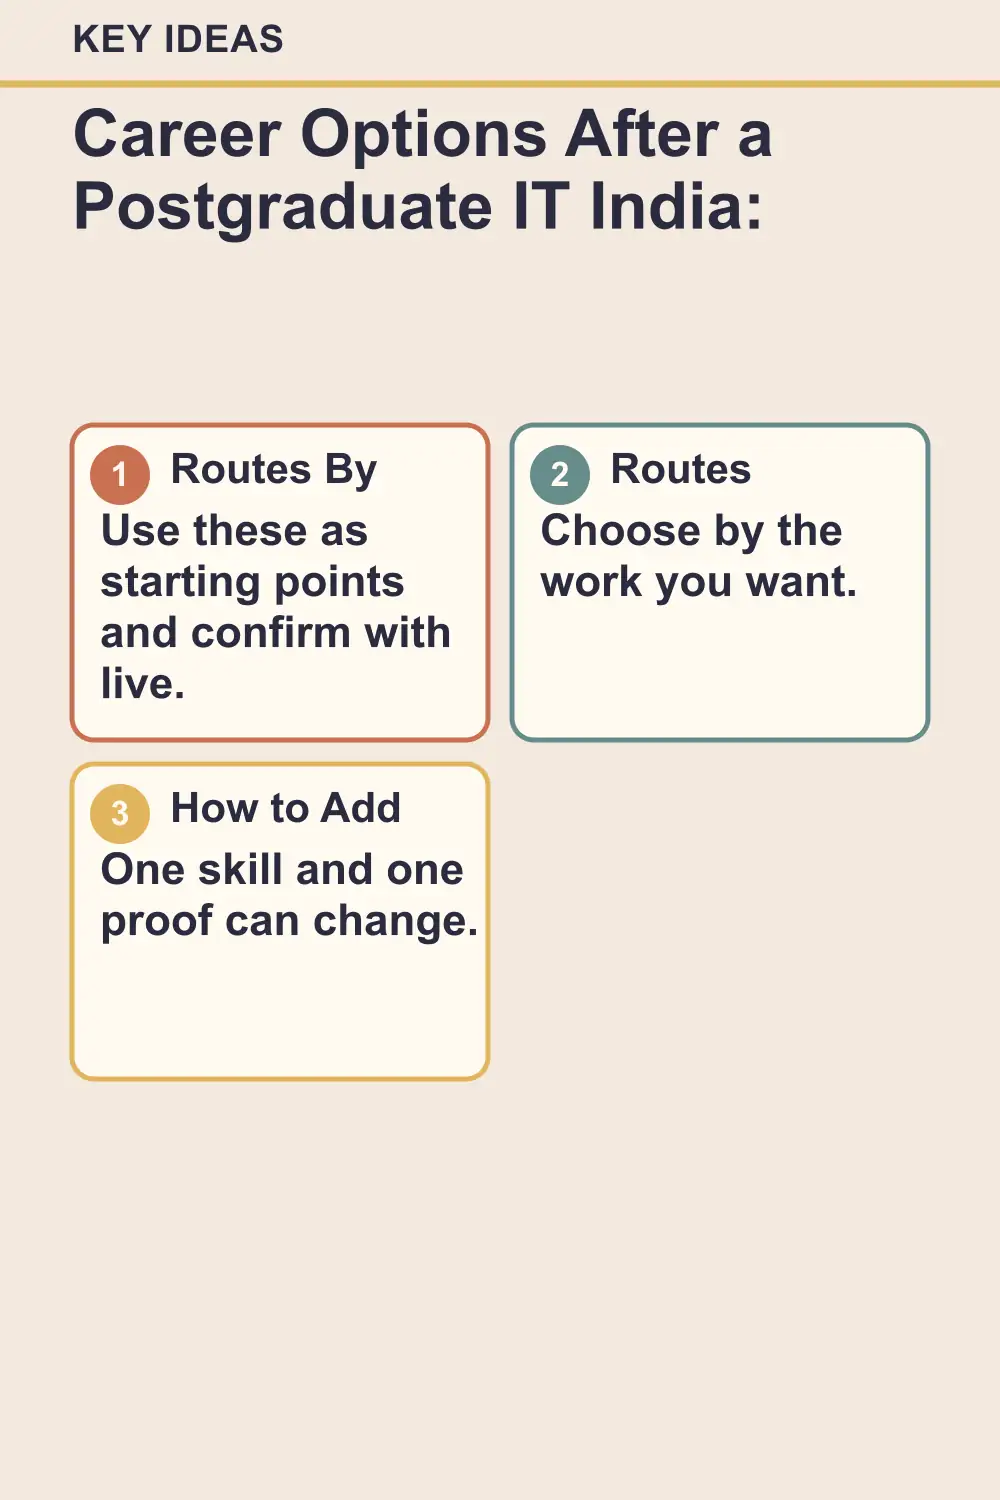 KEY IDEAS
Career Options After a
Postgraduate IT India:
1 Routes By
Use these as
starting points
and confirm with
live.
2 Routes
Choose by the
work you want.
3 How to Add
One skill and one
proof can change.